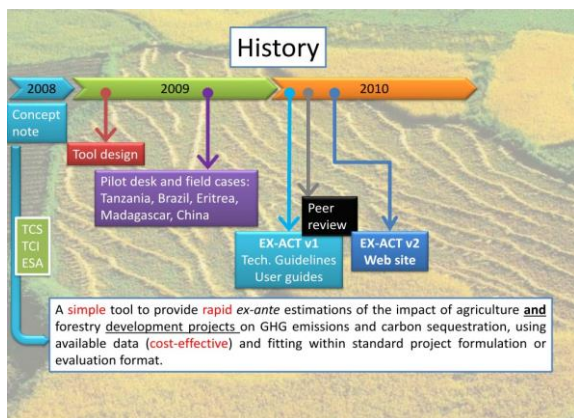 History
2008
2009
2010
Concept
note
Tool design
Pilot desk and field cases:
Tanzania, Brazil, Eritrea,
Madagascar, China
Peer
review
EX-ACT v1
Tech. Guidelines
User guides
EX-ACT v2
Web site
TCS
TCI
ESA
A simple tool to provide rapid ex-ante estimations of the impact of agriculture and
forestry development projects on GHG emissions and carbon sequestration, using
available data (cost-effective) and fitting within standard project formulation or
evaluation format.